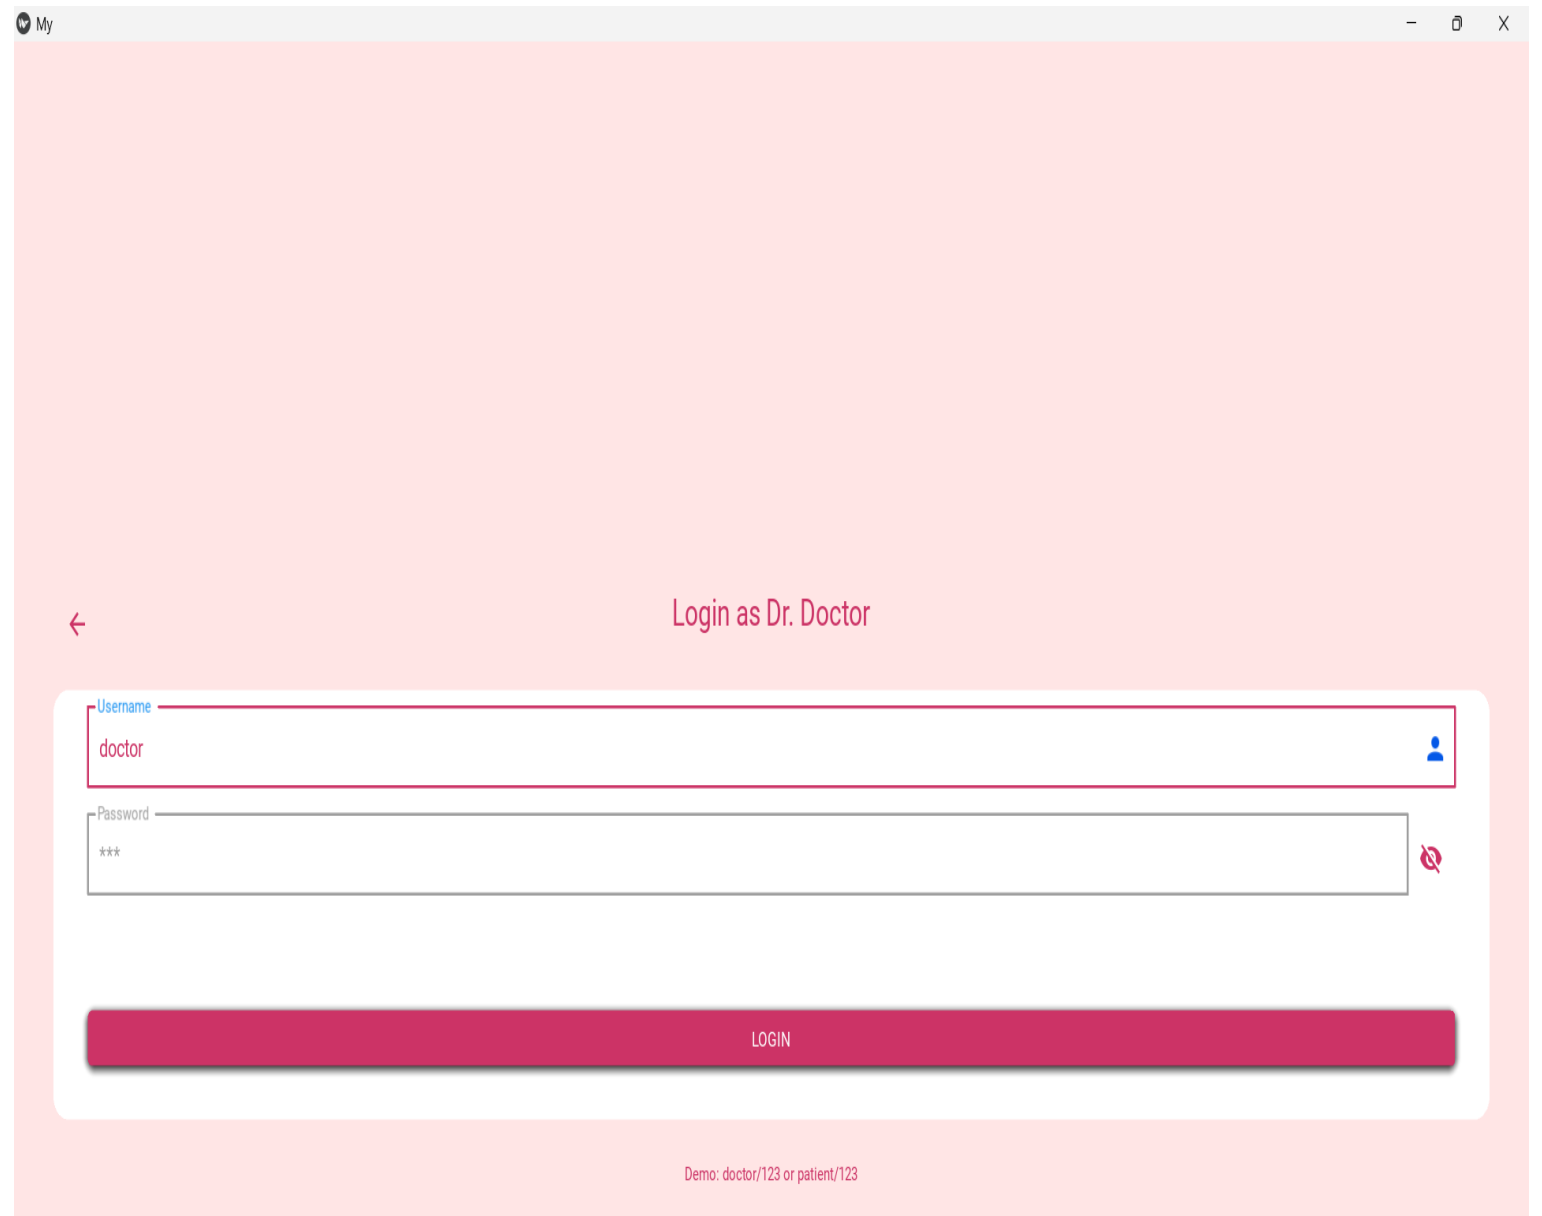 My
Login as Dr. Doctor
Username
doctor
Password
***
LOGIN
Demo: doctor/123 or patient/123